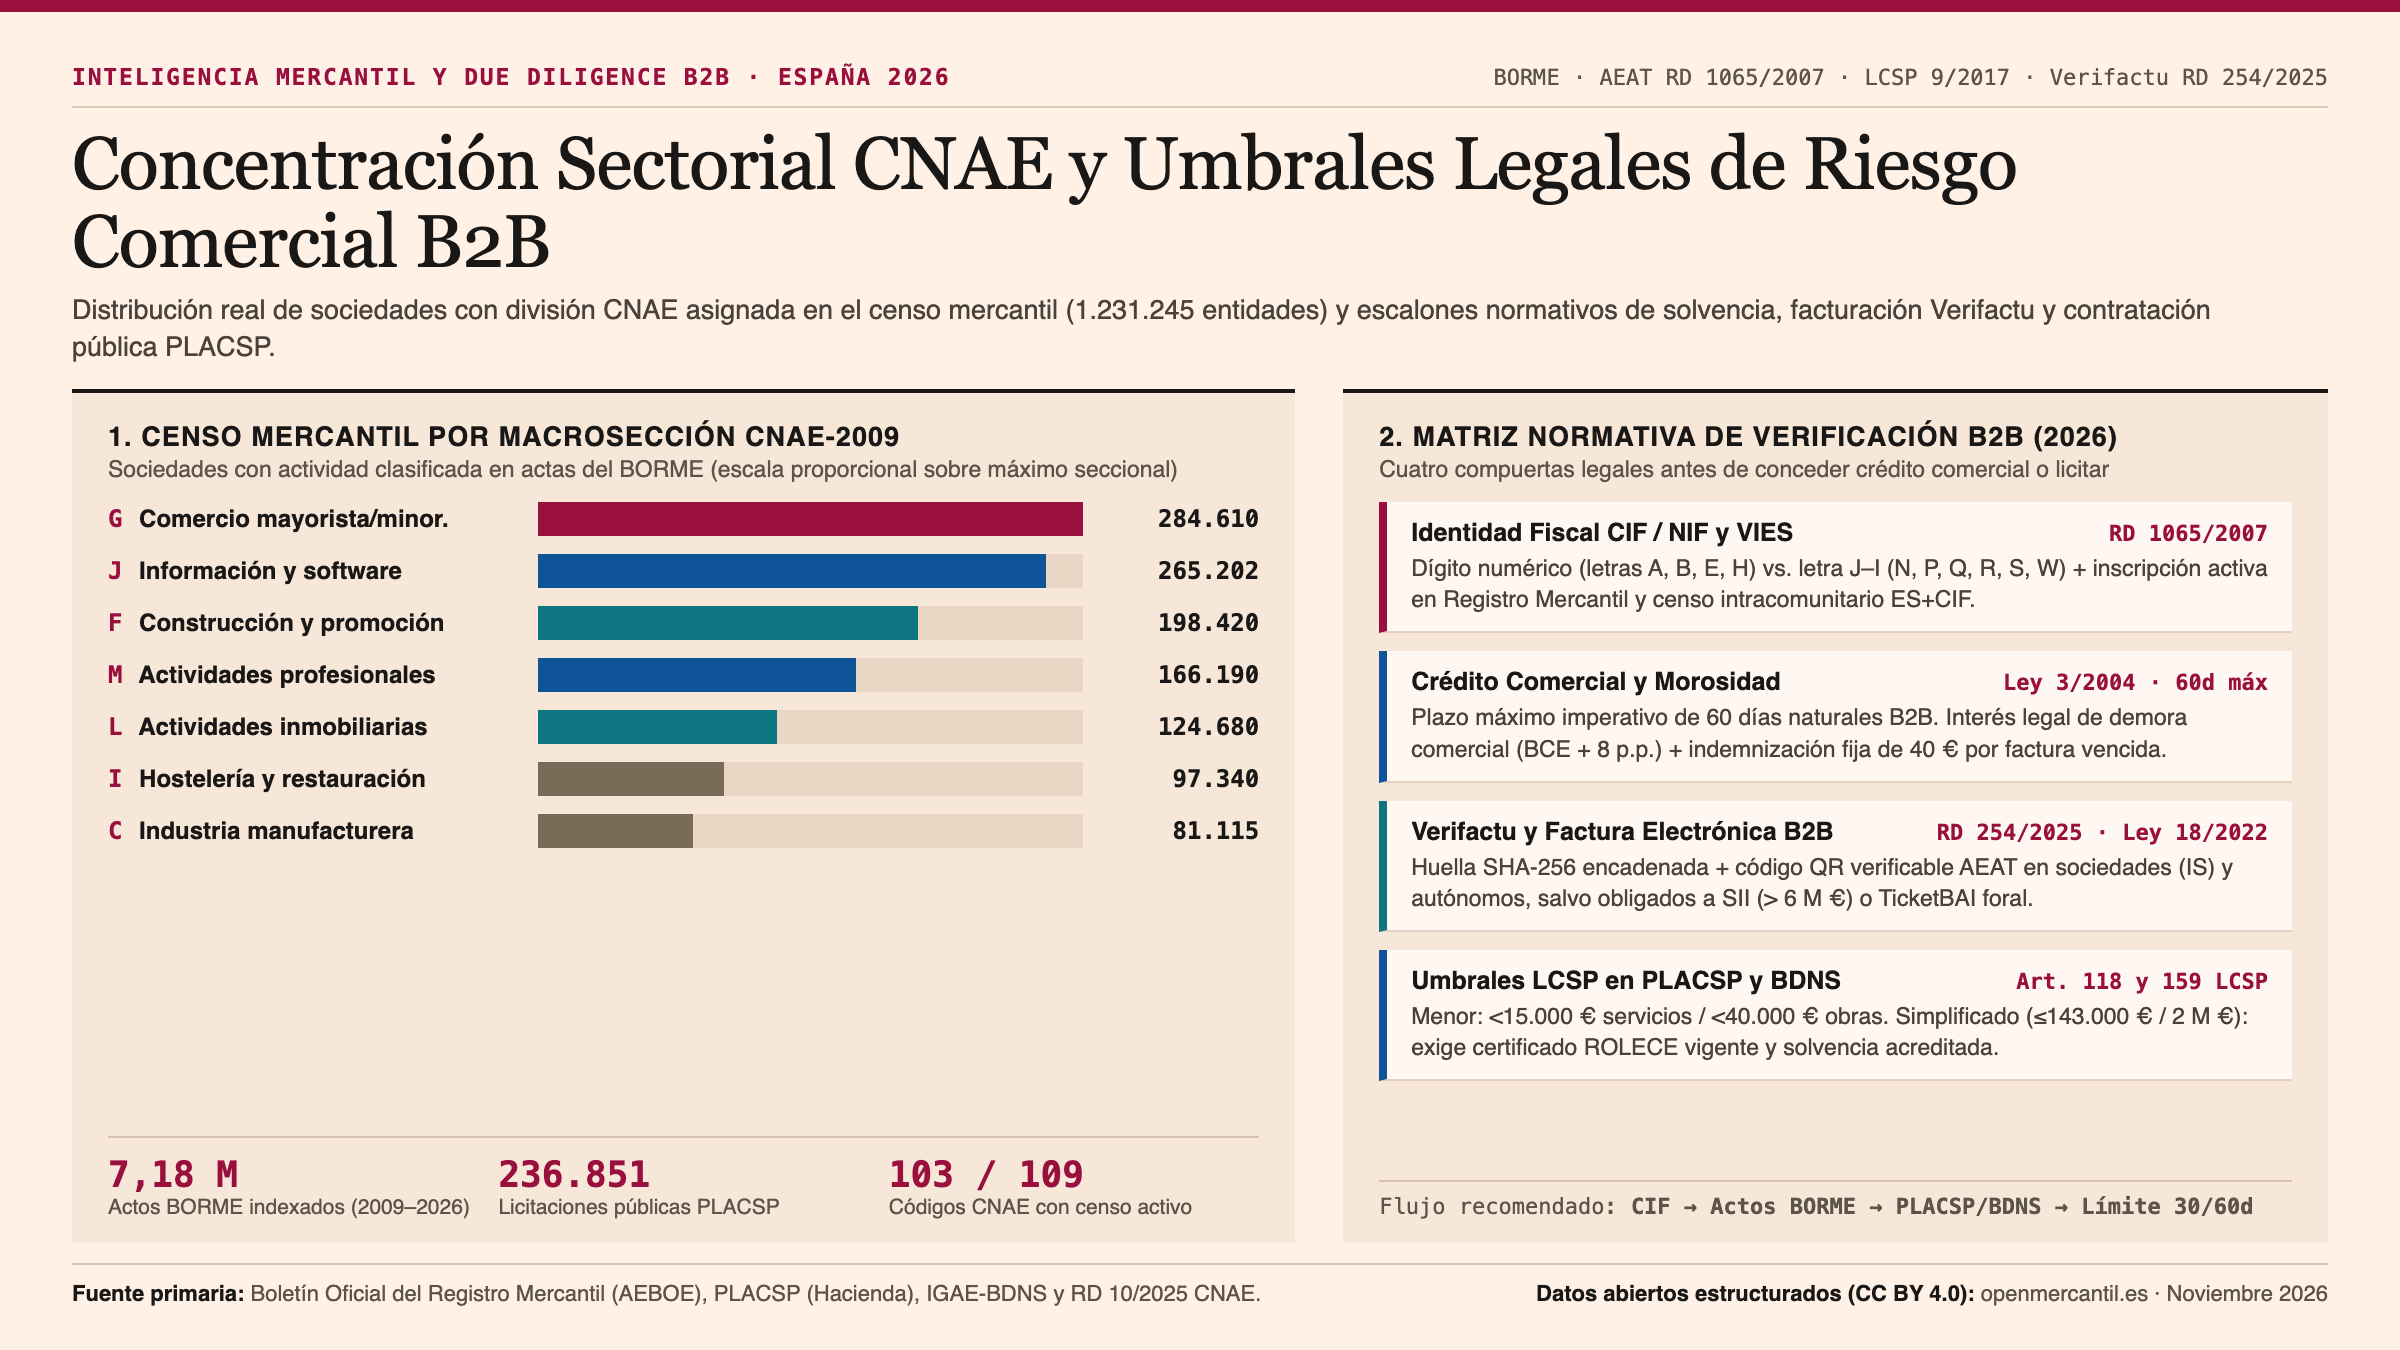 INTELIGENCIA MERCANTIL Y DUE DILIGENCE B2B · ESPAÑA 2026
BORME · AEAT RD 1065/2007 · LCSP 9/2017 · Verifactu RD 254/2025
Concentración Sectorial CNAE y Umbrales Legales de Riesgo
Comercial B2B
Distribución real de sociedades con división CNAE asignada en el censo mercantil (1.231.245 entidades) y escalones normativos de solvencia, facturación Verifactu y contratación
pública PLACSP.
1. CENSO MERCANTIL POR MACROSECCIÓN CNAE-2009
Sociedades con actividad clasificada en actas del BORME (escala proporcional sobre máximo seccional)
G Comercio mayorista/minor. 284.610
J Información y software 265.202
F Construcción y promoción 198.420
M Actividades profesionales 166.190
L Actividades inmobiliarias 124.680
I Hostelería y restauración 97.340
C Industria manufacturera 81.115
7,18 M
Actos BORME indexados (2009–2026)
236.851
Licitaciones públicas PLACSP
103 / 109
Códigos CNAE con censo activo
2. MATRIZ NORMATIVA DE VERIFICACIÓN B2B (2026)
Cuatro compuertas legales antes de conceder crédito comercial o licitar
Identidad Fiscal CIF / NIF y VIES RD 1065/2007
Dígito numérico (letras A, B, E, H) vs. letra J–I (N, P, Q, R, S, W) + inscripción activa
en Registro Mercantil y censo intracomunitario ES+CIF.
Crédito Comercial y Morosidad Ley 3/2004 · 60d máx
Plazo máximo imperativo de 60 días naturales B2B. Interés legal de demora
comercial (BCE + 8 p.p.) + indemnización fija de 40 € por factura vencida.
Verifactu y Factura Electrónica B2B RD 254/2025 · Ley 18/2022
Huella SHA-256 encadenada + código QR verificable AEAT en sociedades (IS) y
autónomos, salvo obligados a SII (> 6 M €) o TicketBAI foral.
Umbrales LCSP en PLACSP y BDNS Art. 118 y 159 LCSP
Menor: <15.000 € servicios / <40.000 € obras. Simplificado (≤143.000 € / 2 M €):
exige certificado ROLECE vigente y solvencia acreditada.
Flujo recomendado: CIF → Actos BORME → PLACSP/BDNS → Límite 30/60d
Fuente primaria: Boletín Oficial del Registro Mercantil (AEBOE), PLACSP (Hacienda), IGAE-BDNS y RD 10/2025 CNAE.
Datos abiertos estructurados (CC BY 4.0): openmercantil.es · Noviembre 2026